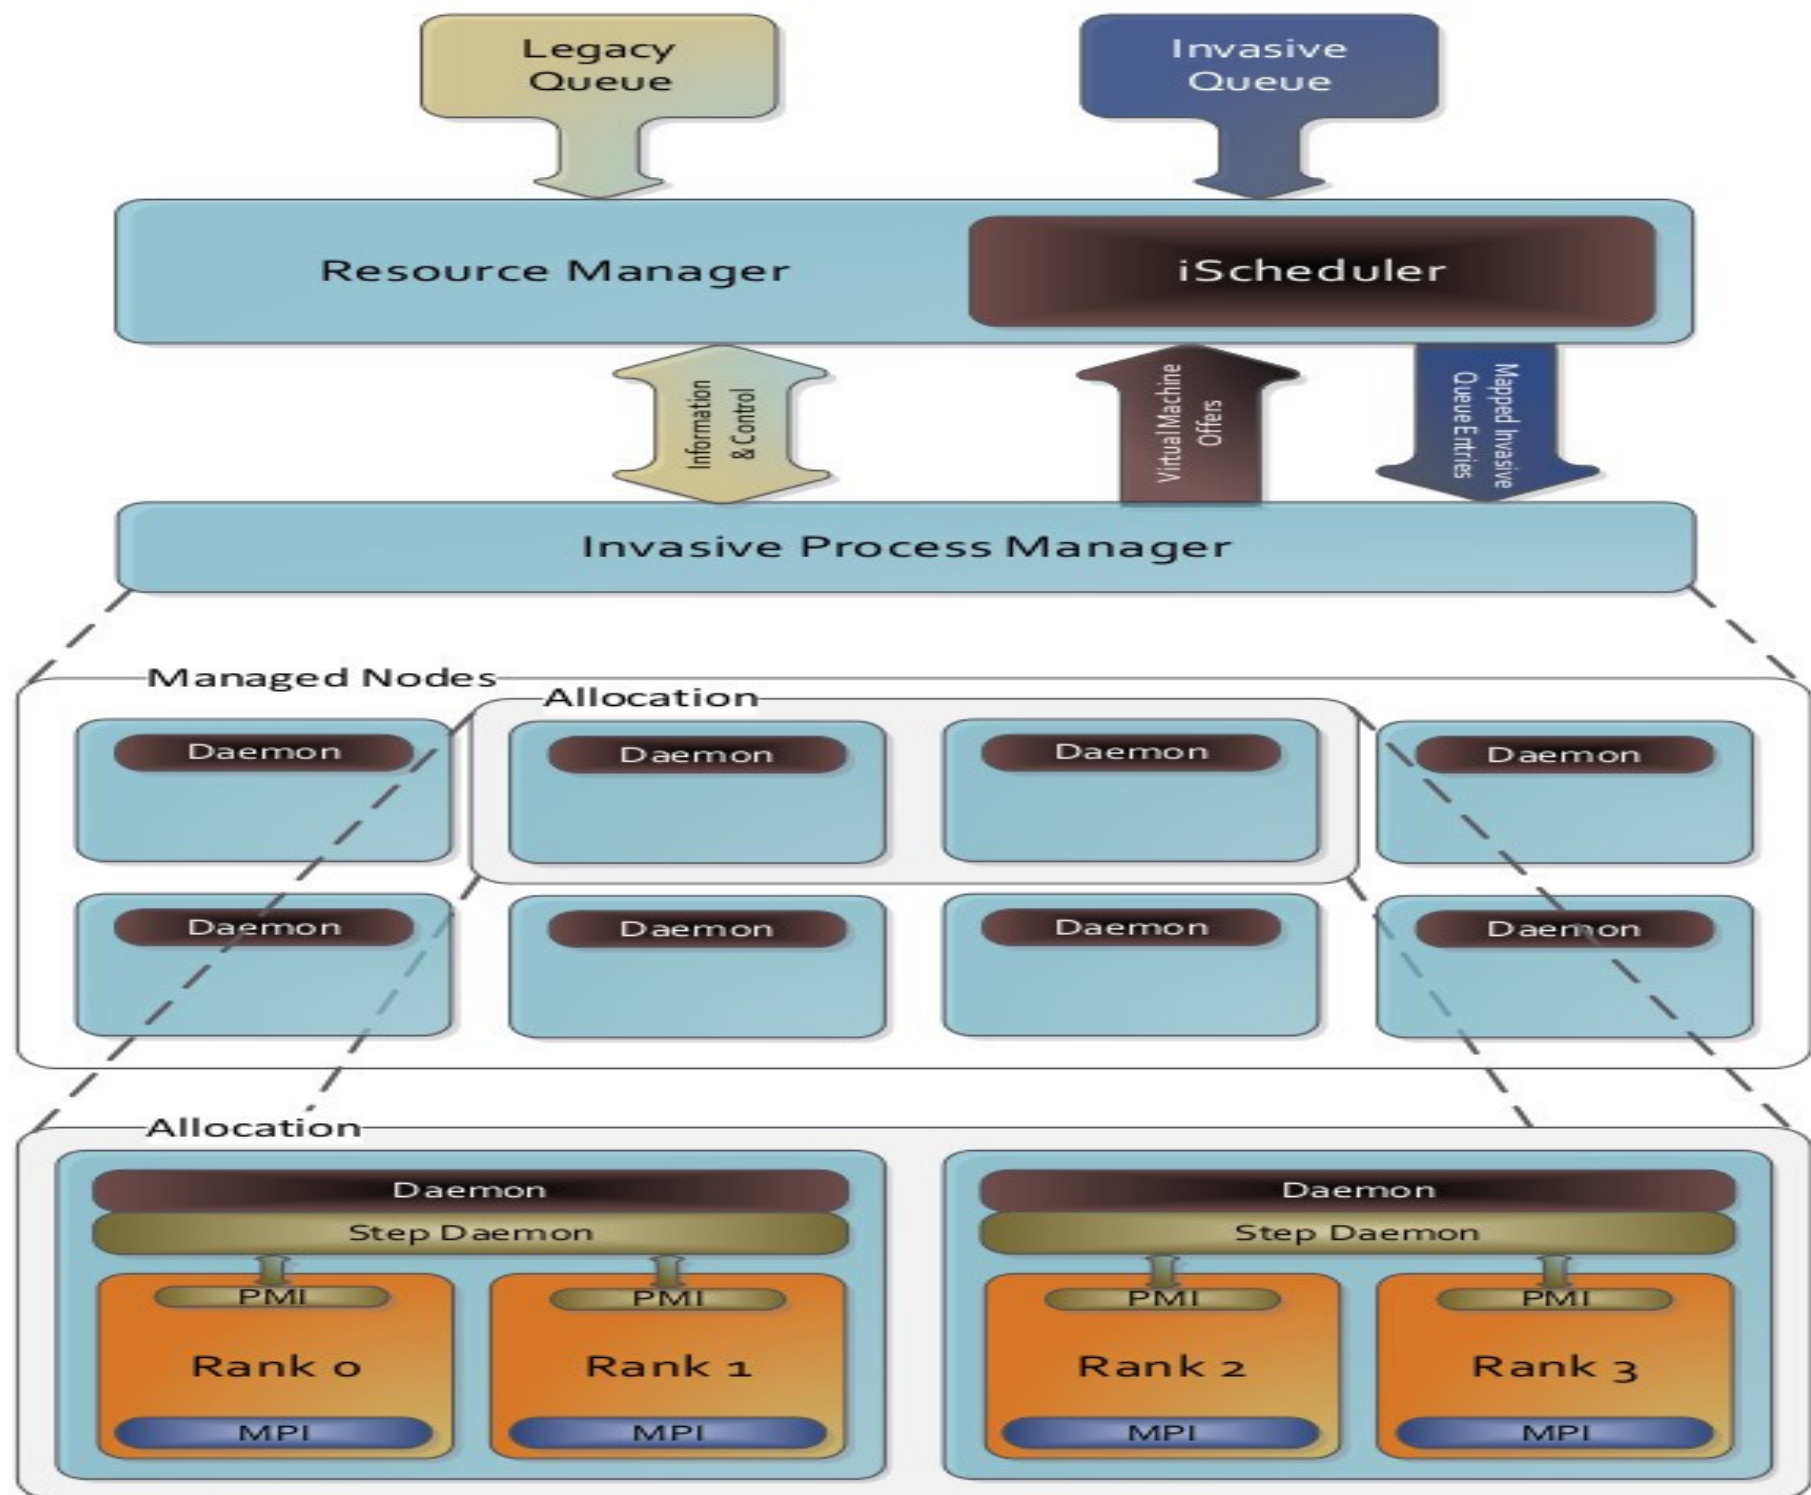 Legacy
Queue
Invasive
Queue
Resource Manager
iScheduler
Information
& Control
Virtual Machine
Offers
Mapped Invasive
Queue Entries
Invasive Process Manager
Managed Nodes
Allocation
Daemon
Daemon
Daemon
Daemon
Daemon
Daemon
Daemon
Daemon
Allocation
Daemon
Daemon
Step Daemon
Step Daemon
PMI
PMI
PMI
PMI
Rank 0
Rank 1
Rank 2
Rank 3
MPI
MPI
MPI
MPI